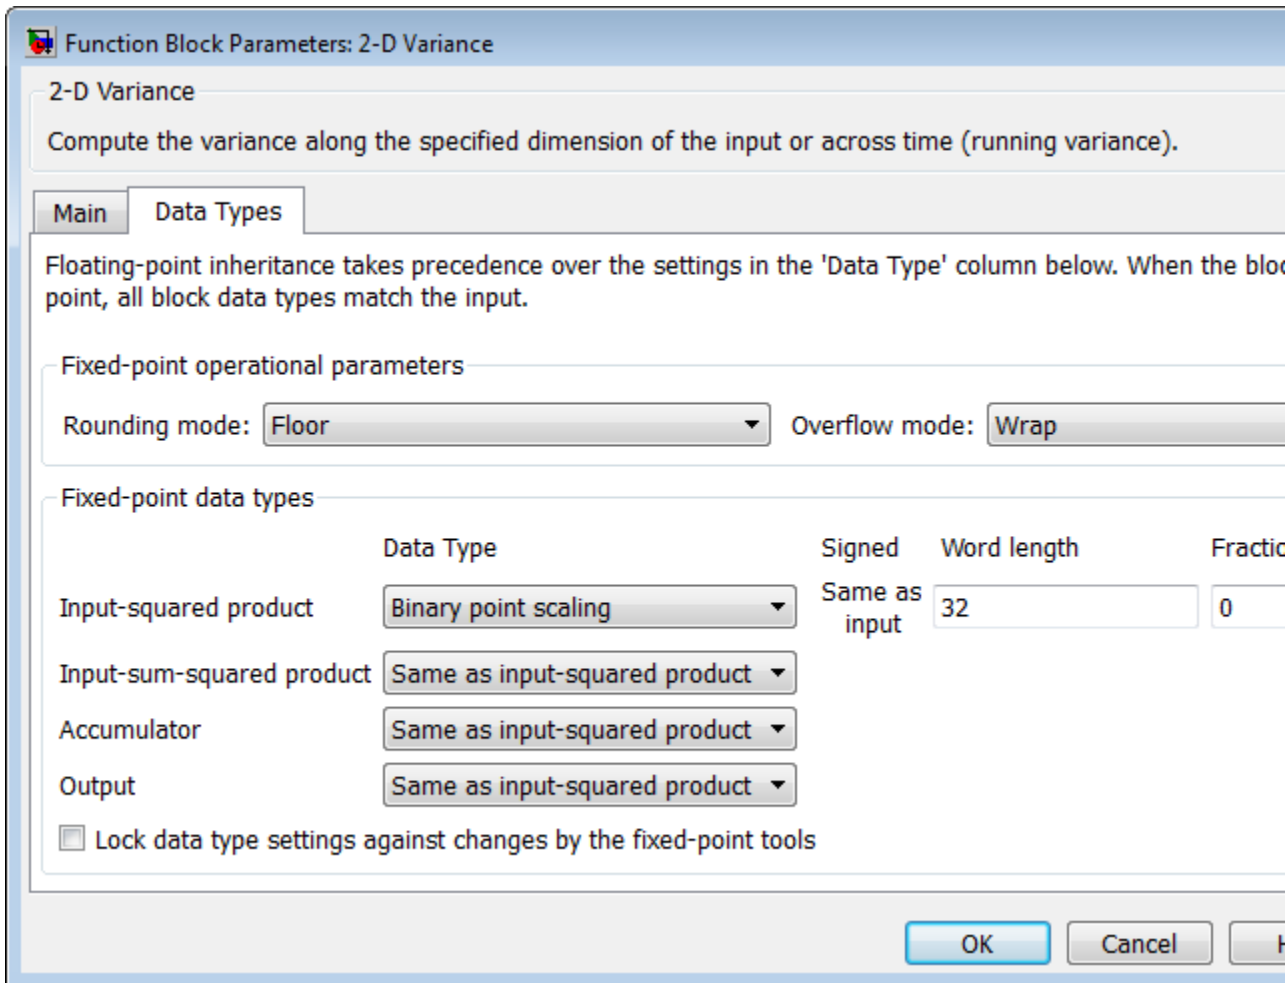 Function Block Parameters: 2-D Variance
2-D Variance
Compute the variance along the specified dimension of the input or across time (running variance).
Main Data Types
Floating-point inheritance takes precedence over the settings in the 'Data Type' column below. When the
point, all block data types match the input.
Fixed-point operational parameters
Rounding mode: Floor Overflow mode: Wrap
Fixed-point data types
Data Type Signed Word length
Input-squared product Binary point scaling Same as input 32 0
Input-sum-squared product Same as input-squared product
Accumulator Same as input-squared product
Output Same as input-squared product
Lock data type settings against changes by the fixed-point tools
OK Cancel